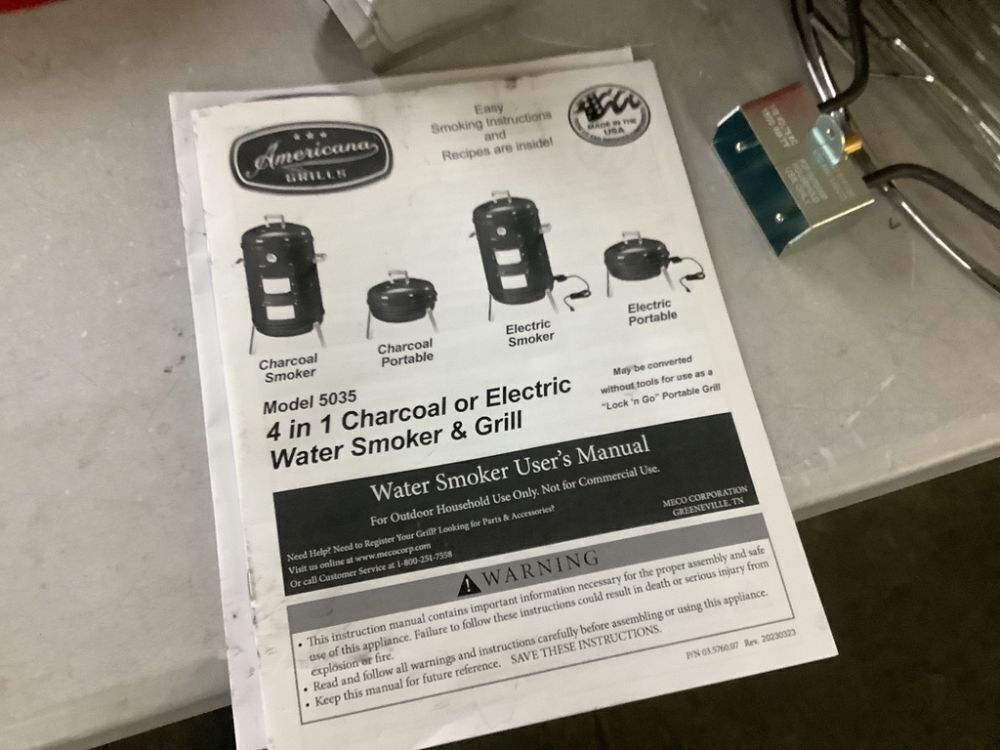 Americana
GRILLS
Easy
Smoking Instructions
and
Recipes are inside!
MADE IN THE
USA
Charcoal
Smoker
Charcoal
Portable
Electric
Smoker
Electric
Portable
Model 5035
4 in 1 Charcoal or Electric
Water Smoker & Grill
May be converted
without tools for use as a
"Lock 'n Go" Portable Grill
Water Smoker User's Manual
For Outdoor Household Use Only. Not for Commercial Use.
Need Help? Need to Register Your Grill? Looking for Parts & Accessories?
Visit us online at www.mecocorp.com
Or call Customer Service at 1-800-251-7558
MECO CORPORATION
GREENEVILLE, TN
WARNING
• This instruction manual contains important information necessary for the proper assembly and safe
use of this appliance. Failure to follow these instructions could result in death or serious injury from
explosion or fire.
• Read and follow all warnings and instructions carefully before assembling or using this appliance.
• Keep this manual for future reference. SAVE THESE INSTRUCTIONS.
P/N 03.5760.07 Rev. 20230323